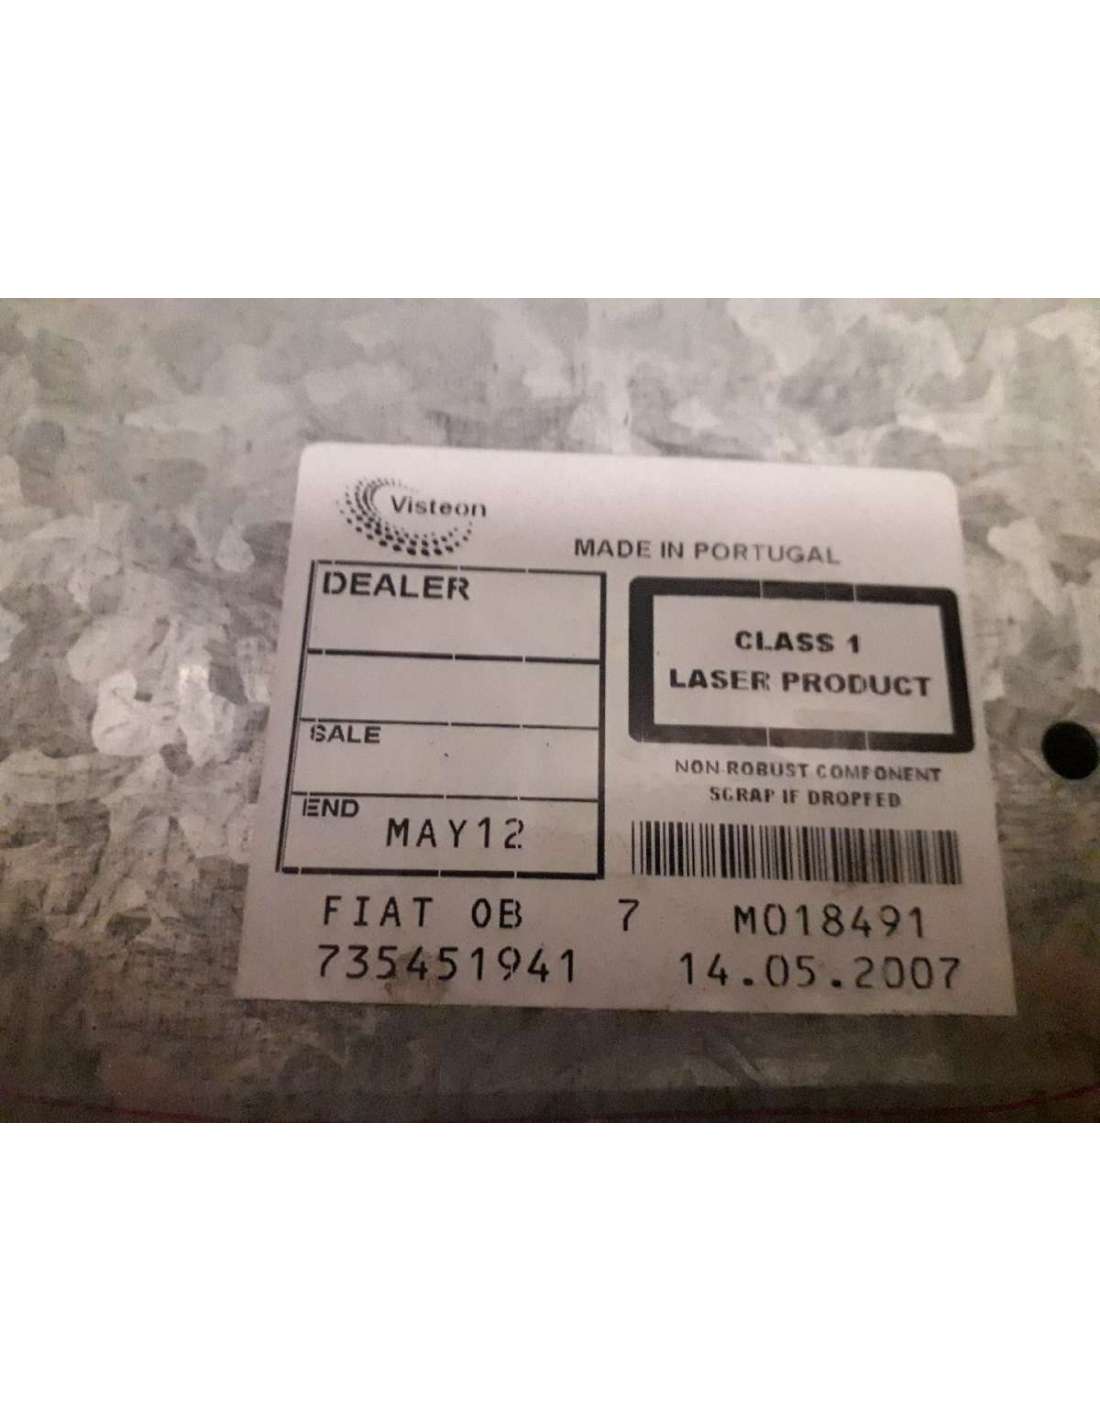 Visteon
MADE IN PORTUGAL
DEALER
SALE
END MAY12
CLASS 1
LASER PRODUCT
NON-ROBUST COMPONENT
SCRAP IF DROPPED
FIAT OB 7 M018491
735451941 14.05.2007